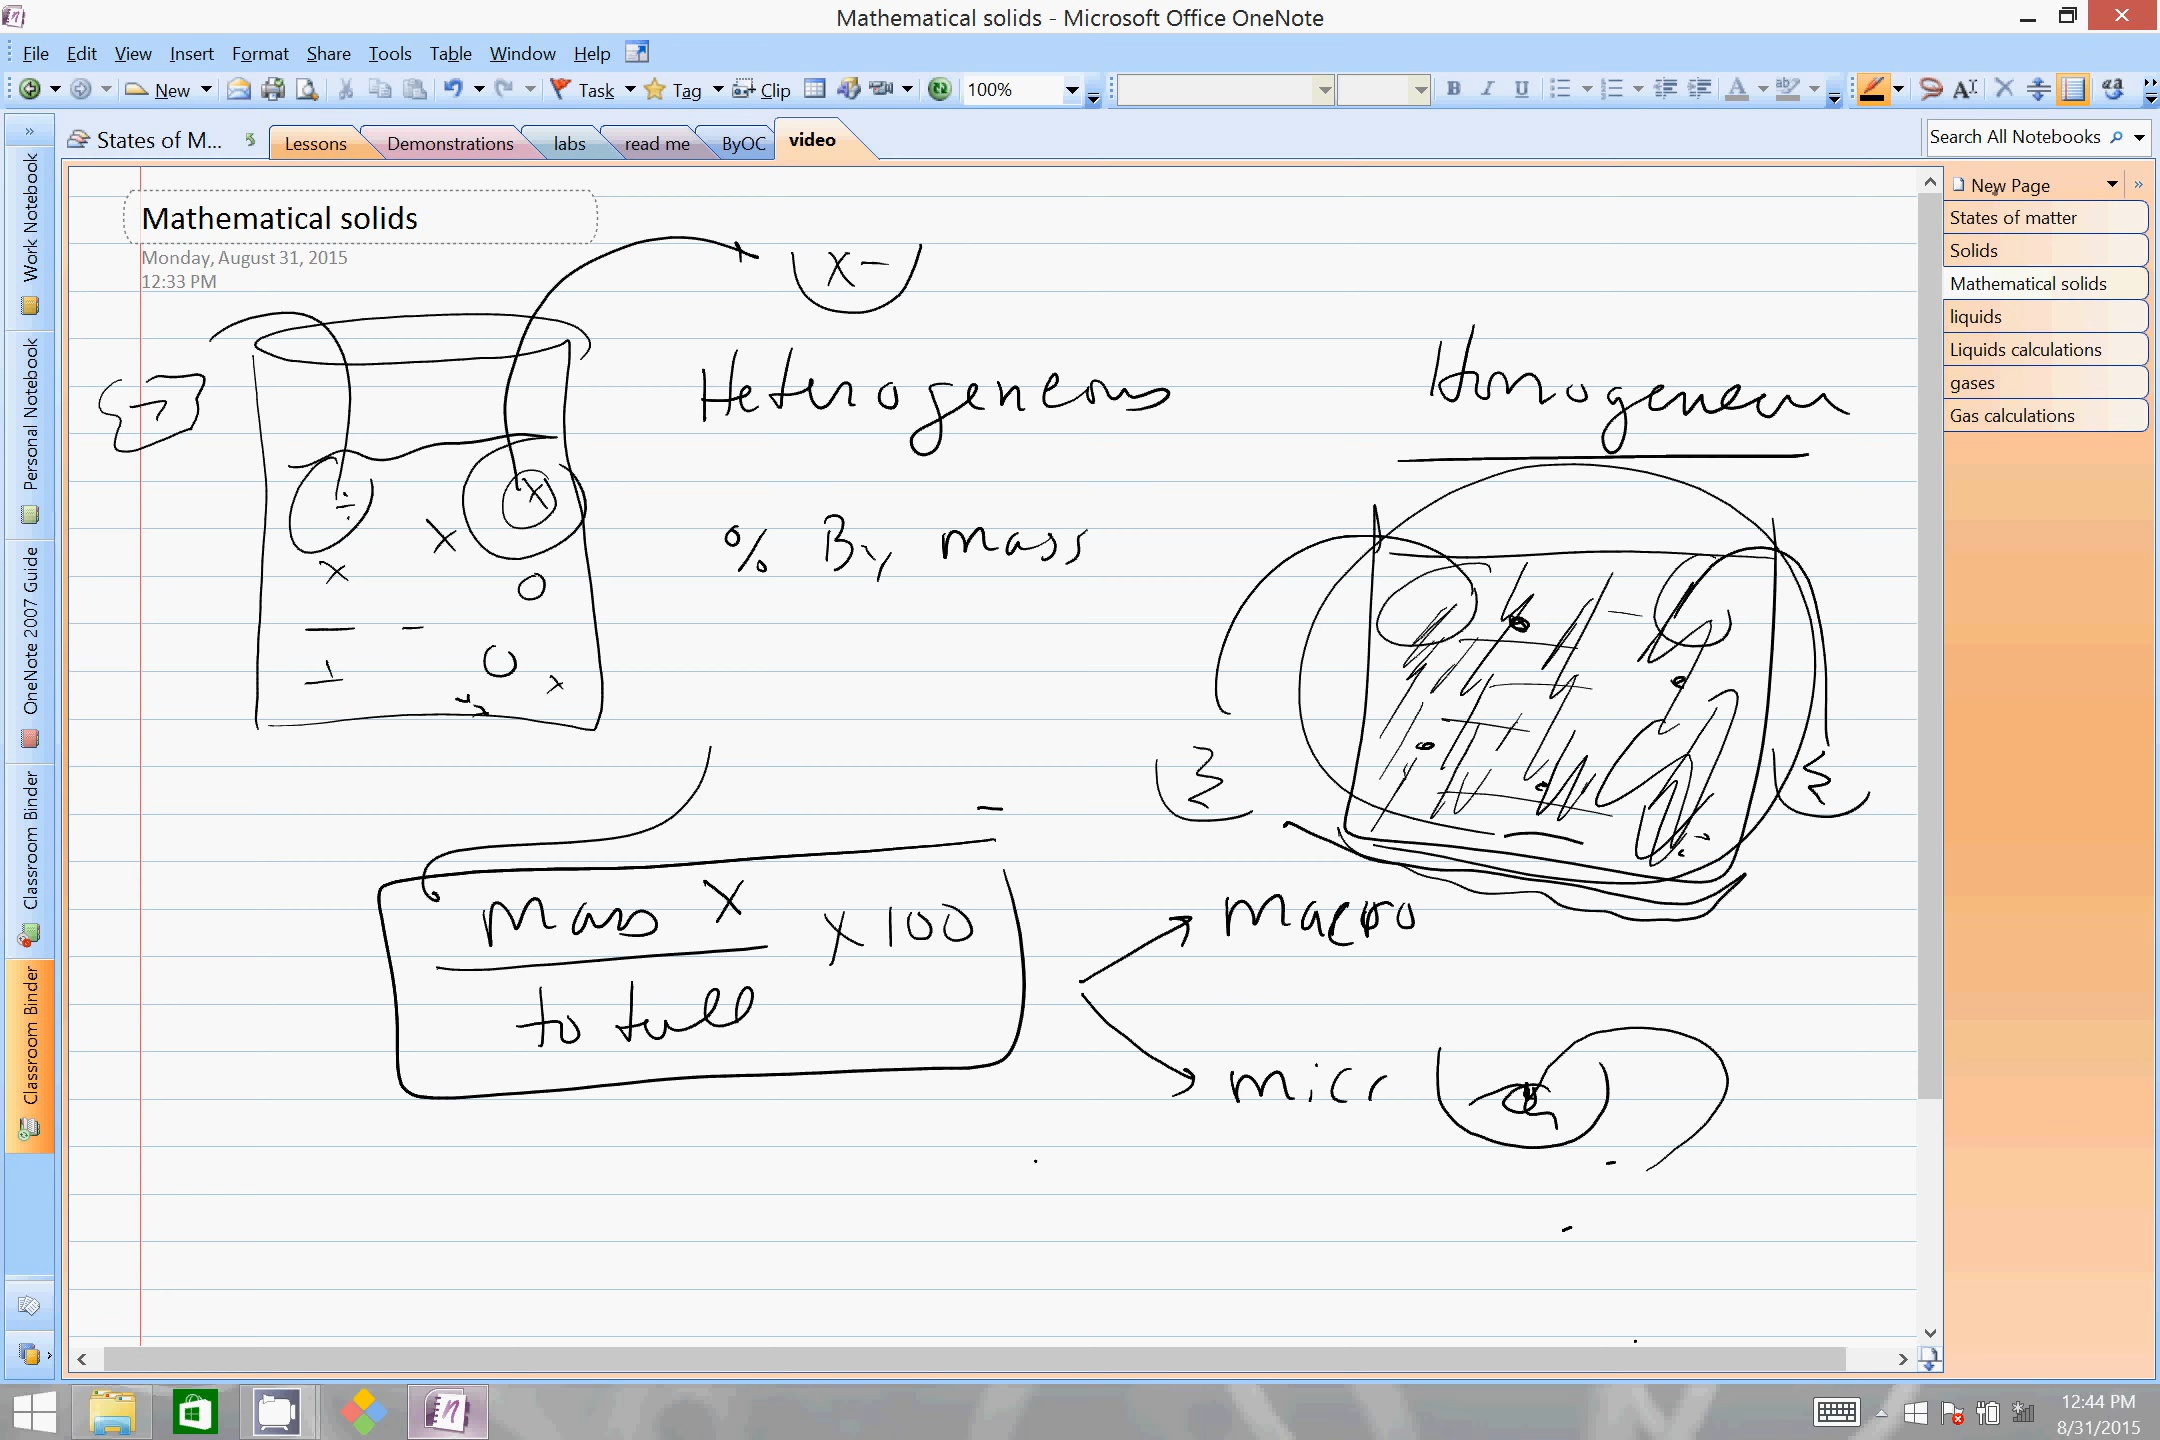 Mathematical solids - Microsoft Office OneNote
File Edit View Insert Format Share Tools Table Window Help
New Task Tag Clip 100% B I U
States of M... Lessons Demonstrations labs read me ByOC video
Search All Notebooks
Work Notebook
Personal Notebook
OneNote 2007 Guide
Classroom Binder
Classroom Binder
New Page
States of matter
Solids
Mathematical solids
liquids
Liquids calculations
gases
Gas calculations
Mathematical solids
Monday, August 31, 2015
12:33 PM
x -
Heterogeneous
Homogeneous
% By mass
mass x
x 100
macro
micr
12:44 PM
8/31/2015